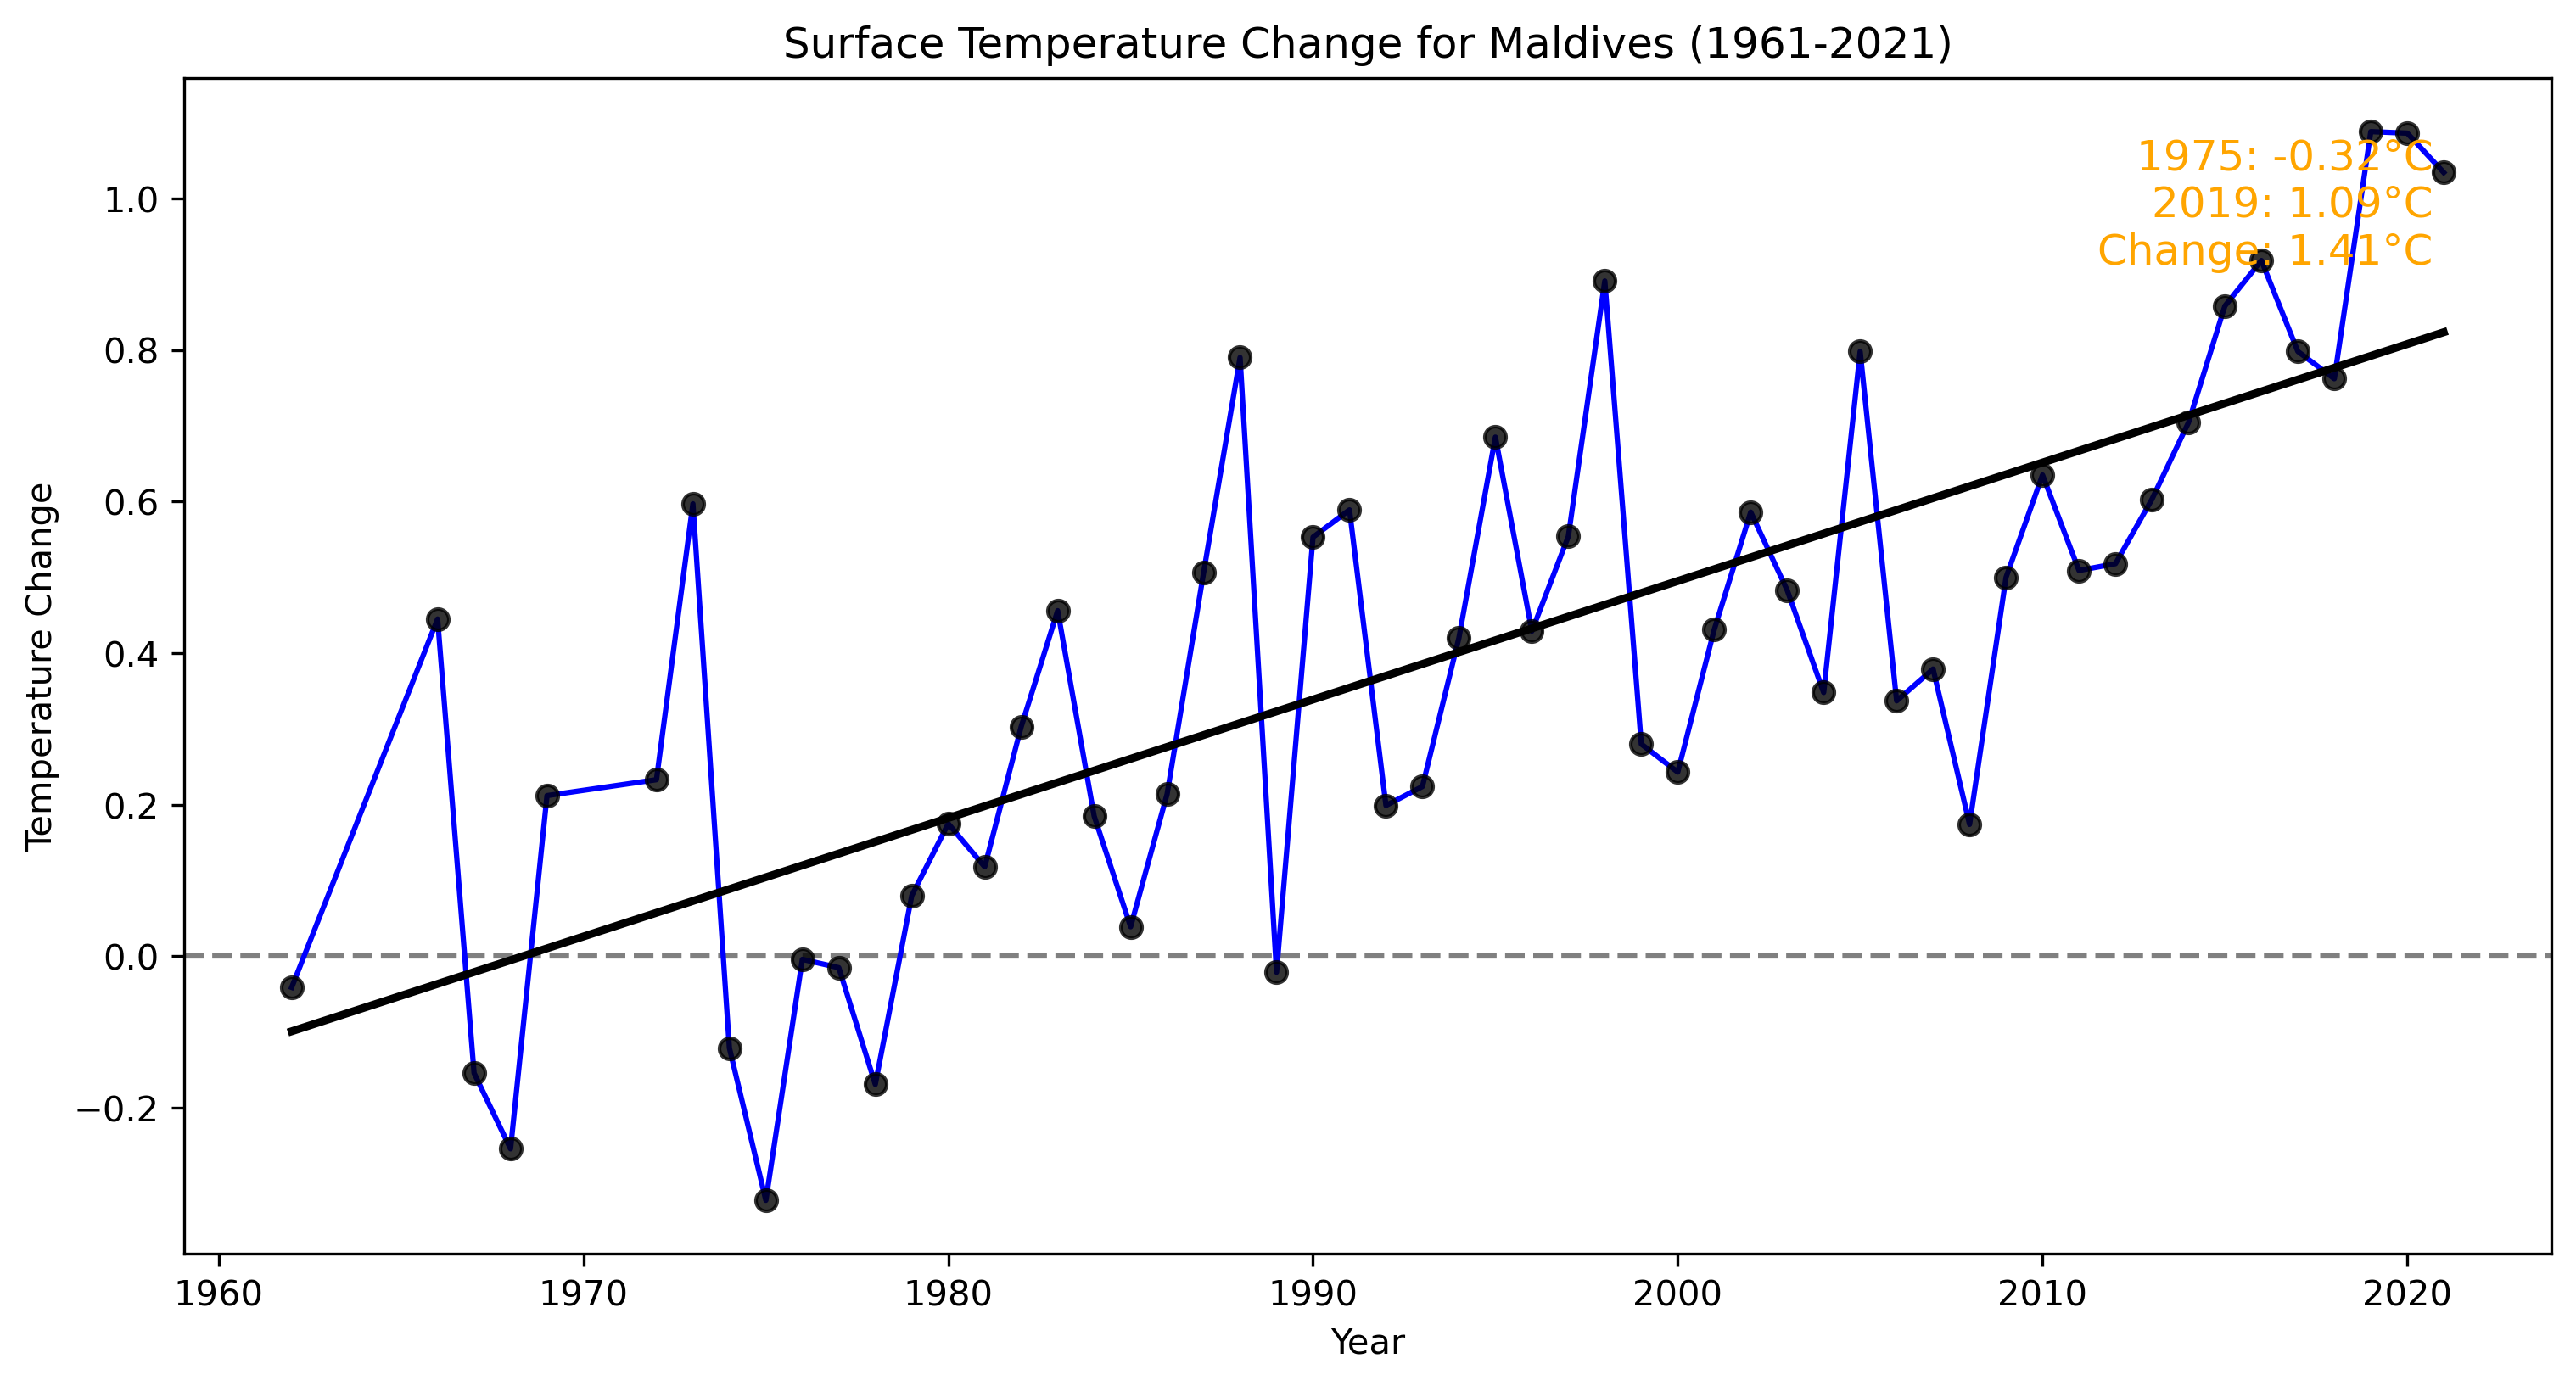 Surface Temperature Change for Maldives (1961-2021)
1975: -0.32°C
2019: 1.09°C
Change: 1.41°C
Temperature Change
1.0
0.8
0.6
0.4
0.2
0.0
−0.2
1960 1970 1980 1990 2000 2010 2020
Year